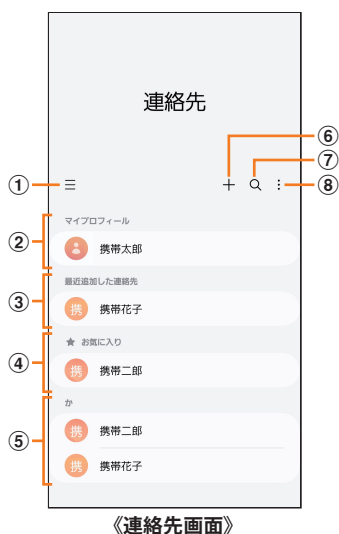 連絡先
⑥
⑦
① ⑧
マイプロフィール
② 携帯太郎
最近追加した連絡先
③ 携 携帯花子
★ お気に入り
④ 携 携帯二郎
か
携 携帯二郎
⑤
携 携帯花子
《連絡先画面》